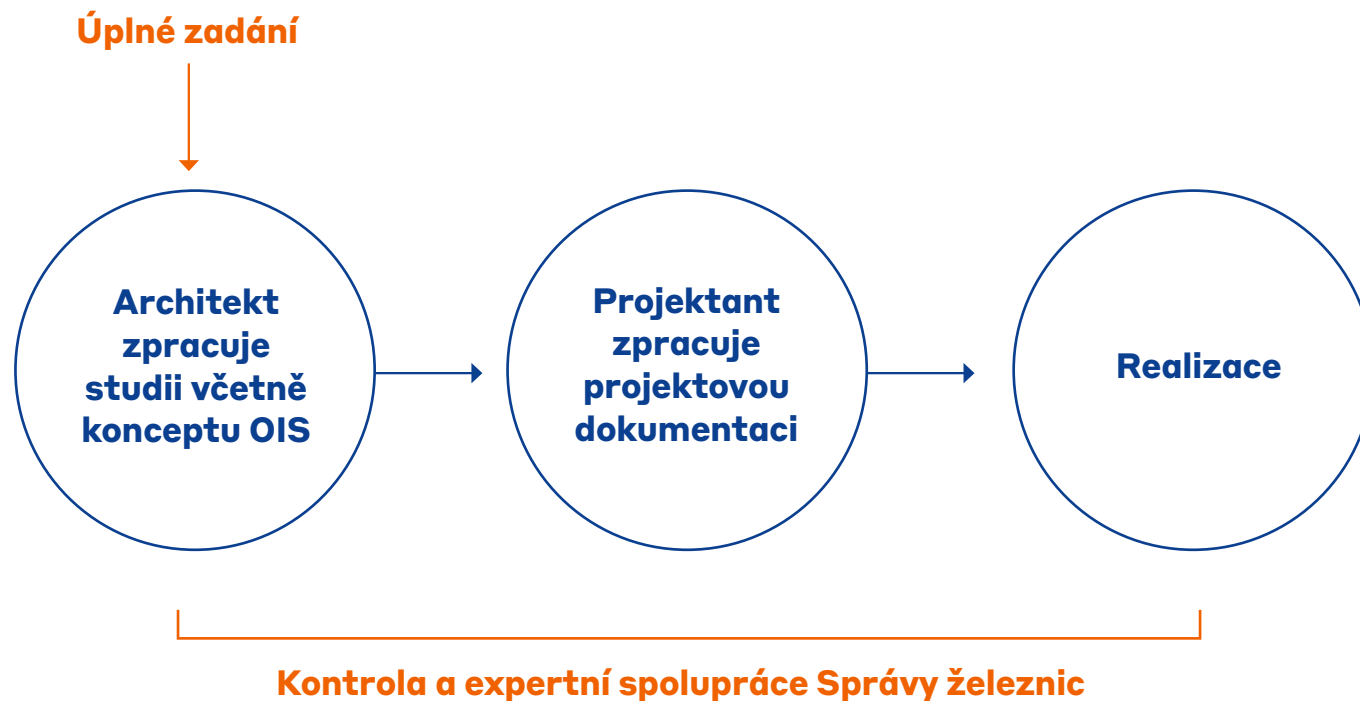 Úplné zadání
Architekt
zpracuje
studii včetně
konceptu OIS
Projektant
zpracuje
projektovou
dokumentaci
Realizace
Kontrola a expertní spolupráce Správy železnic